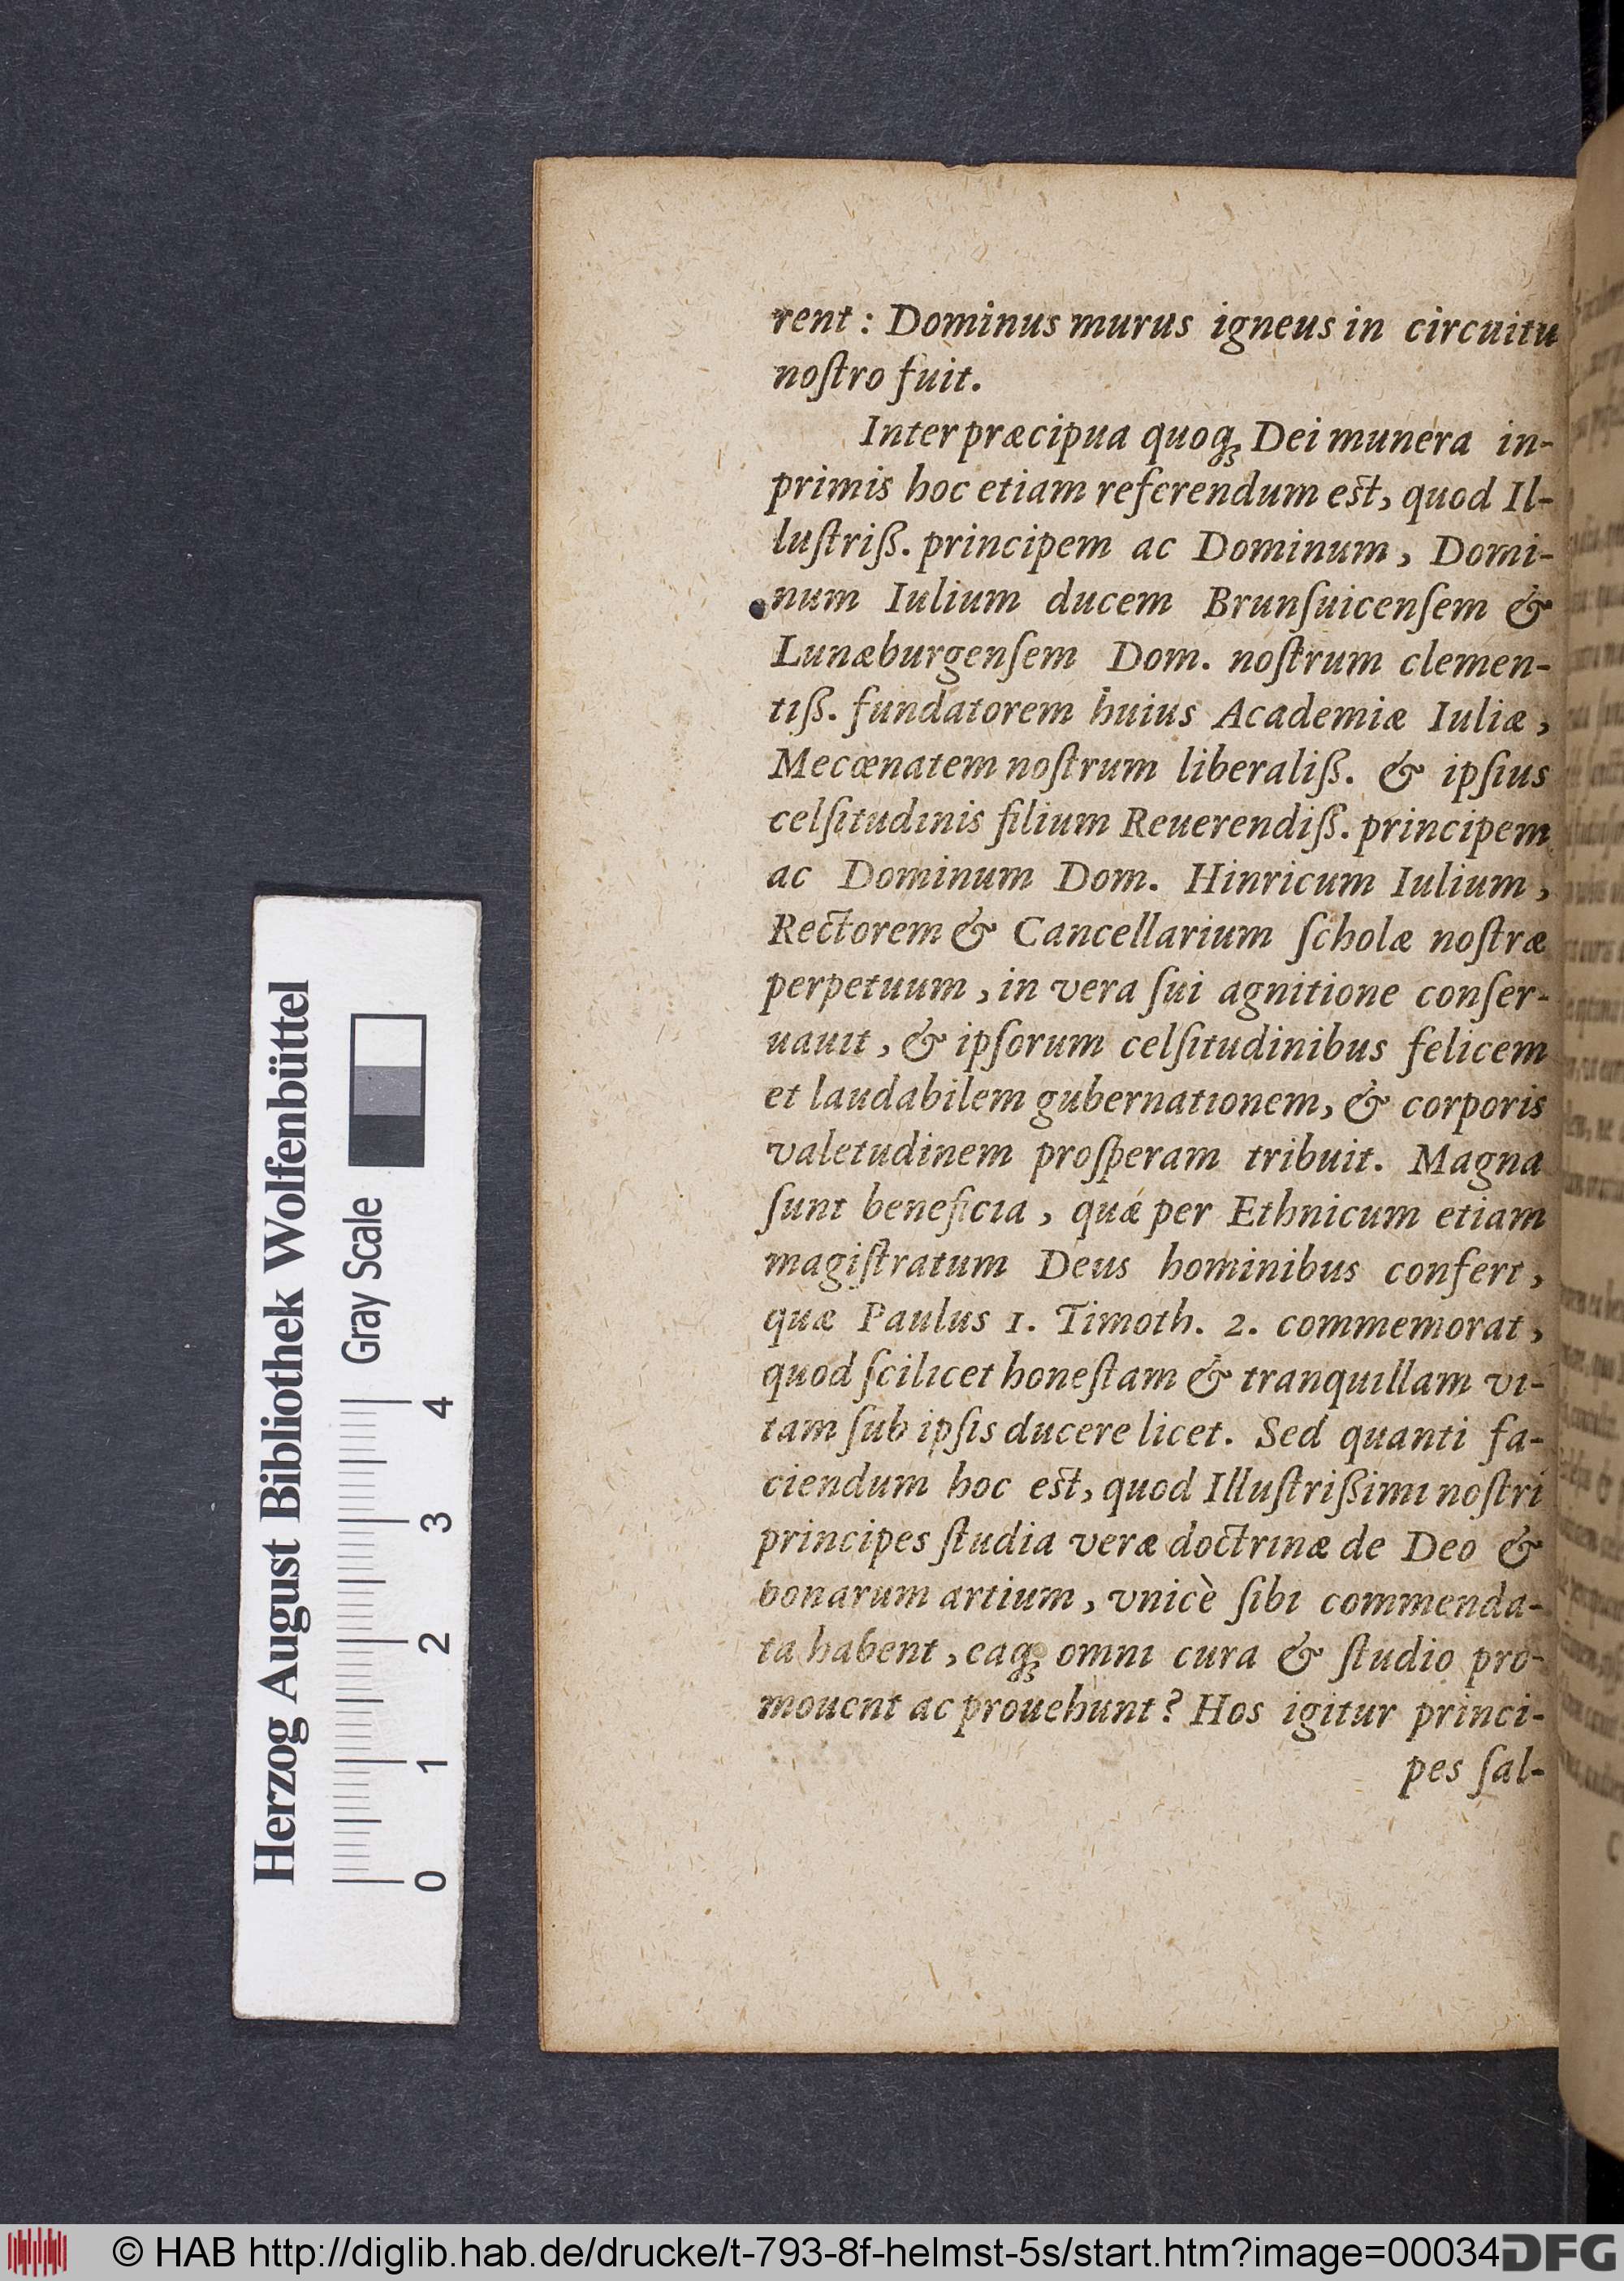 rent : Dominus murus igneus in circuitu
noſtro fuit.
Inter præcipua quoq; Dei munera in-
primis hoc etiam referendum est, quod Il-
luſtriß. principem ac Dominum, Domi-
num Iulium ducem Brunſuicenſem &
Lunæburgenſem Dom. noſtrum clemen-
tiß. fundatorem huius Academiæ Iuliæ,
Mecœnatem noſtrum liberaliß. & ipſius
celſitudinis filium Reuerendiß. principem
ac Dominum Dom. Hinricum Iulium,
Rectorem & Cancellarium ſcholæ noſtræ
perpetuum, in vera ſui agnitione conſer-
uauit, & ipſorum celſitudinibus felicem
et laudabilem gubernationem, & corporis
valetudinem proſperam tribuit. Magna
ſunt beneficia, quæ per Ethnicum etiam
magiſtratum Deus hominibus confert,
quæ Paulus 1. Timoth. 2. commemorat,
quod ſcilicet honeſtam & tranquillam vi-
tam ſub ipſis ducere licet. Sed quanti fa-
ciendum hoc est, quod Illuſtrißimi noſtri
principes ſtudia veræ doctrinæ de Deo &
bonarum artium, vnicè ſibi commenda-
ta habent, eaq; omni cura & ſtudio pro-
mouent ac prouehunt? Hos igitur princi-
pes ſal-
Herzog August Bibliothek Wolfenbüttel
Gray Scale
0 1 2 3 4
© HAB http://diglib.hab.de/drucke/t-793-8f-helmst-5s/start.htm?image=00034
DFG